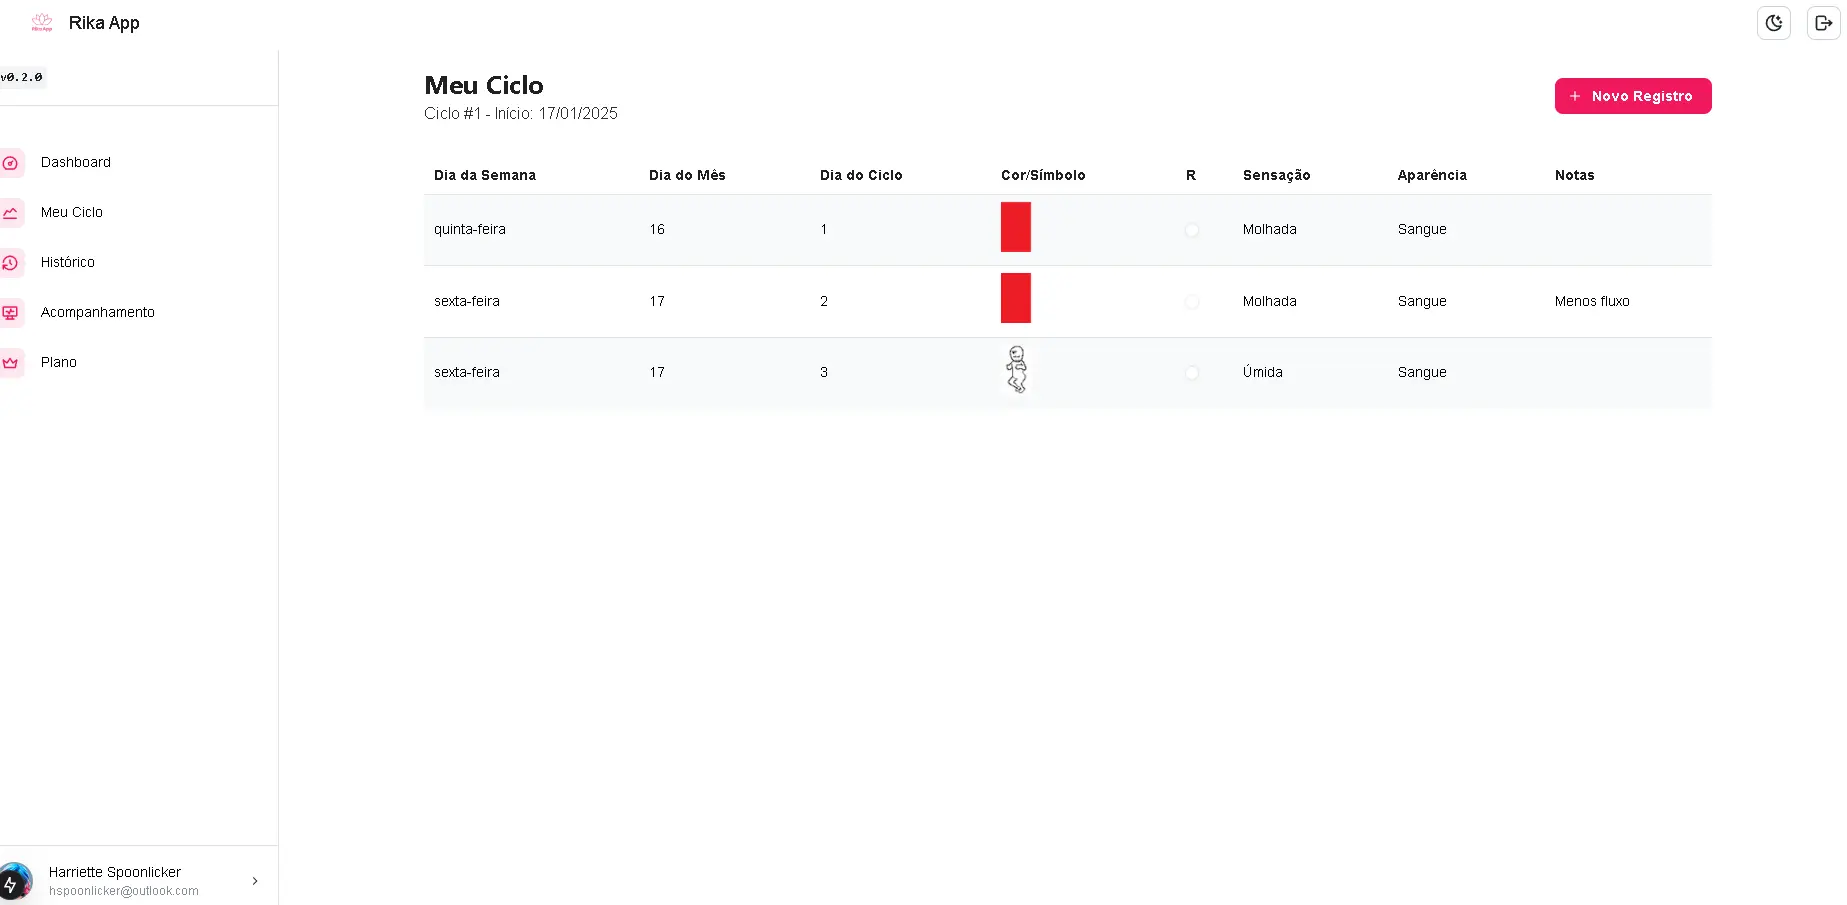 Rika App
v0.2.0
Dashboard
Meu Ciclo
Histórico
Acompanhamento
Plano
Harriette Spoonlicker
hspoonlicker@outlook.com
Meu Ciclo
Ciclo #1 - Início: 17/01/2025
+ Novo Registro
Dia da Semana Dia do Mês Dia do Ciclo Cor/Símbolo R Sensação Aparência Notas
quinta-feira 16 1 Molhada Sangue
sexta-feira 17 2 Molhada Sangue Menos fluxo
sexta-feira 17 3 Úmida Sangue